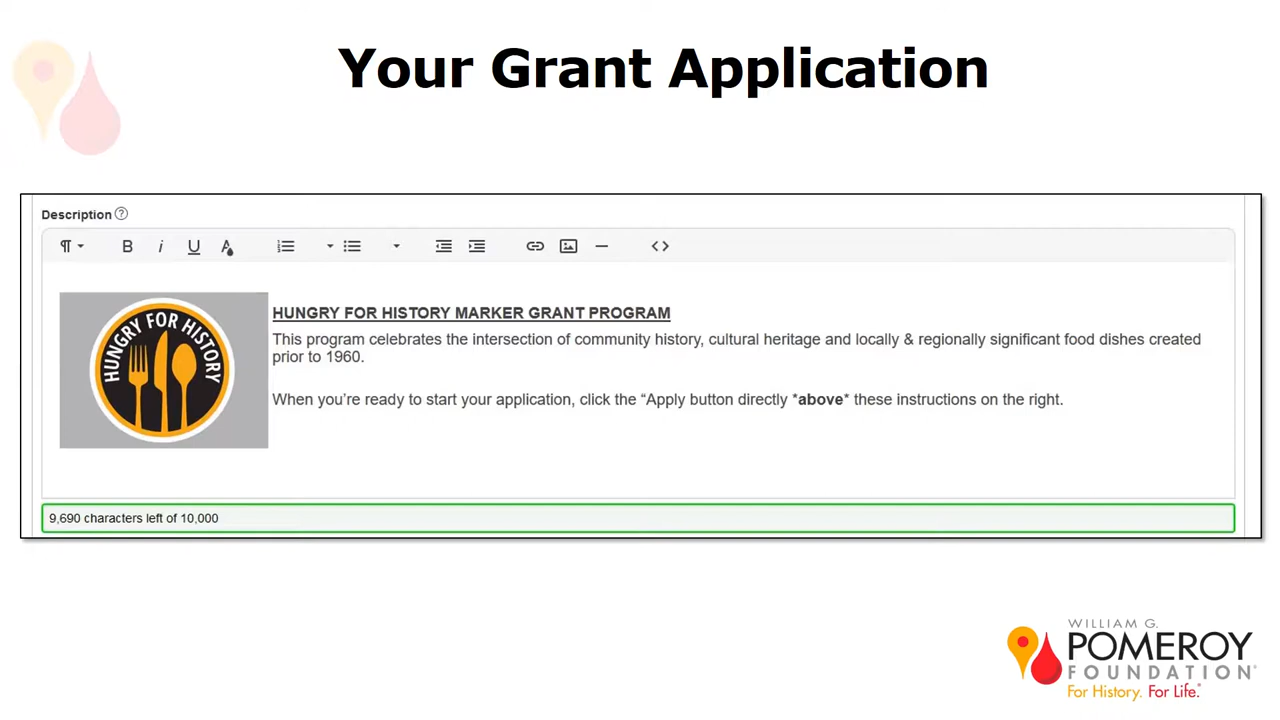 Your Grant Application
Description ?
B i U A
HUNGRY FOR HISTORY
HUNGRY FOR HISTORY MARKER GRANT PROGRAM
This program celebrates the intersection of community history, cultural heritage and locally & regionally significant food dishes created
prior to 1960.
When you’re ready to start your application, click the “Apply button directly *above* these instructions on the right.
9,690 characters left of 10,000
WILLIAM G.
POMEROY
FOUNDATION®
For History. For Life.®